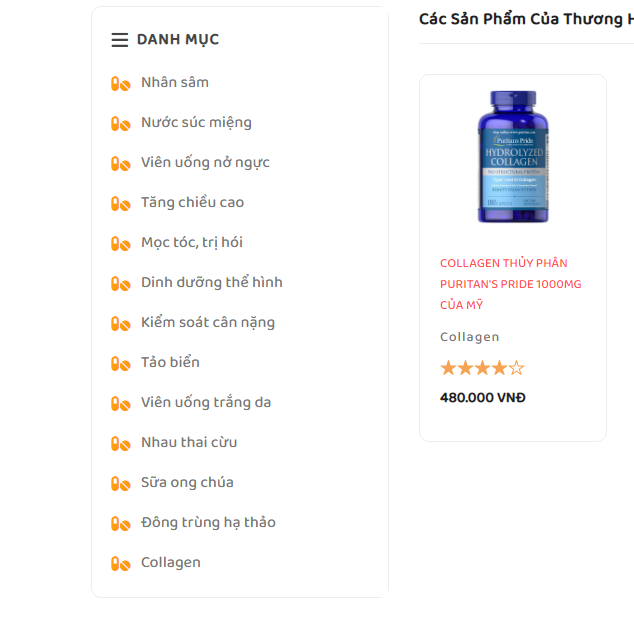 DANH MỤC
Nhân sâm
Nước súc miệng
Viên uống nở ngực
Tăng chiều cao
Mọc tóc, trị hói
Dinh dưỡng thể hình
Kiểm soát cân nặng
Tảo biển
Viên uống trắng da
Nhau thai cừu
Sữa ong chúa
Đông trùng hạ thảo
Collagen
Các Sản Phẩm Của Thương H
Puritan's Pride
HYDROLYZED
COLLAGEN
COLLAGEN THỦY PHÂN
PURITAN'S PRIDE 1000MG
CỦA MỸ
Collagen
480.000 VNĐ